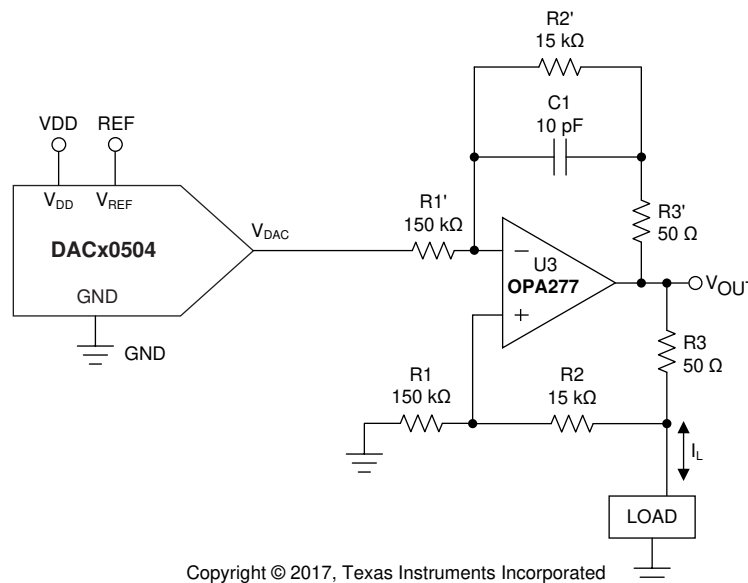 R2'
15 kΩ
C1
10 pF
VDD
REF
V_DD
V_REF
DACx0504
GND
GND
V_DAC
R1'
150 kΩ
R3'
50 Ω
−
U3
OPA277
+
V_OUT
R3
50 Ω
R1
150 kΩ
R2
15 kΩ
I_L
LOAD
Copyright © 2017, Texas Instruments Incorporated